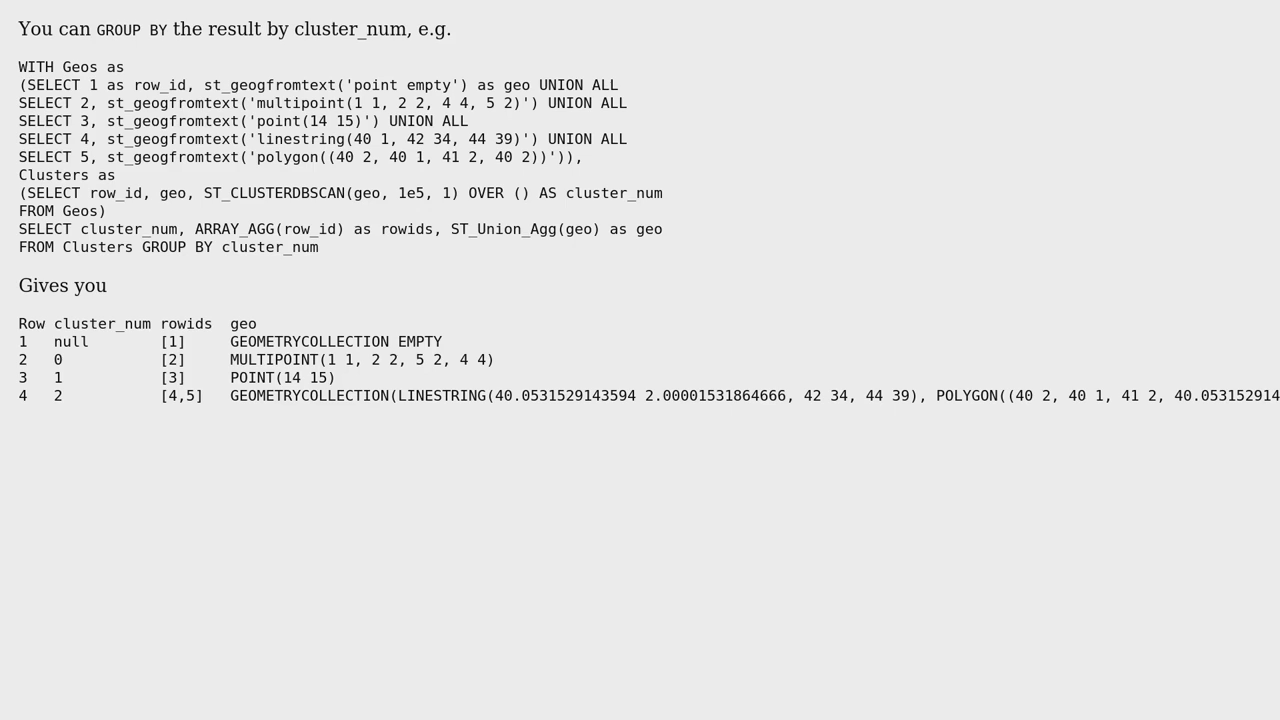 You can GROUP BY the result by cluster_num, e.g.
WITH Geos as
(SELECT 1 as row_id, st_geogfromtext('point empty') as geo UNION ALL
SELECT 2, st_geogfromtext('multipoint(1 1, 2 2, 4 4, 5 2)') UNION ALL
SELECT 3, st_geogfromtext('point(14 15)') UNION ALL
SELECT 4, st_geogfromtext('linestring(40 1, 42 34, 44 39)') UNION ALL
SELECT 5, st_geogfromtext('polygon((40 2, 40 1, 41 2, 40 2))')),
Clusters as
(SELECT row_id, geo, ST_CLUSTERDBSCAN(geo, 1e5, 1) OVER () AS cluster_num
FROM Geos)
SELECT cluster_num, ARRAY_AGG(row_id) as rowids, ST_Union_Agg(geo) as geo
FROM Clusters GROUP BY cluster_num
Gives you
Row cluster_num rowids  geo
1   null        [1]     GEOMETRYCOLLECTION EMPTY
2   0           [2]     MULTIPOINT(1 1, 2 2, 5 2, 4 4)
3   1           [3]     POINT(14 15)
4   2           [4,5]   GEOMETRYCOLLECTION(LINESTRING(40.0531529143594 2.00001531864666, 42 34, 44 39), POLYGON((40 2, 40 1, 41 2, 40.053152914